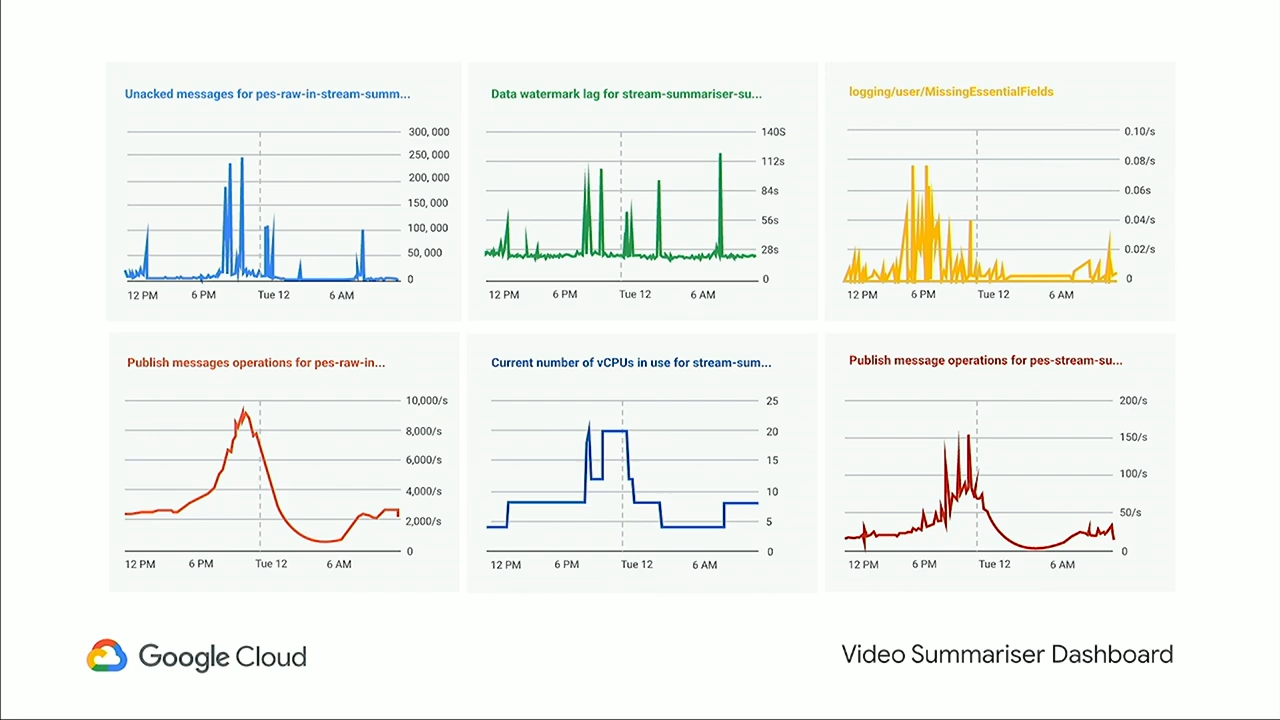 Unacked messages for pes-raw-in-stream-summ...
300, 000
250, 000
200, 000
150, 000
100, 000
50, 000
0
12 PM 6 PM Tue 12 6 AM
Data watermark lag for stream-summariser-su...
140S
112s
84s
56s
28s
0
12 PM 6 PM Tue 12 6 AM
logging/user/MissingEssentialFields
0.10/s
0.08/s
0.06s
0.04/s
0.02/s
0
12 PM 6 PM Tue 12 6 AM
Publish messages operations for pes-raw-in...
10,000/s
8,000/s
6,000/s
4,000/s
2,000/s
0
12 PM 6 PM Tue 12 6 AM
Current number of vCPUs in use for stream-sum...
25
20
15
10
5
0
12 PM 6 PM Tue 12 6 AM
Publish message operations for pes-stream-su...
200/s
150/s
100/s
50/s
0
12 PM 6 PM Tue 12 6 AM
Google Cloud
Video Summariser Dashboard